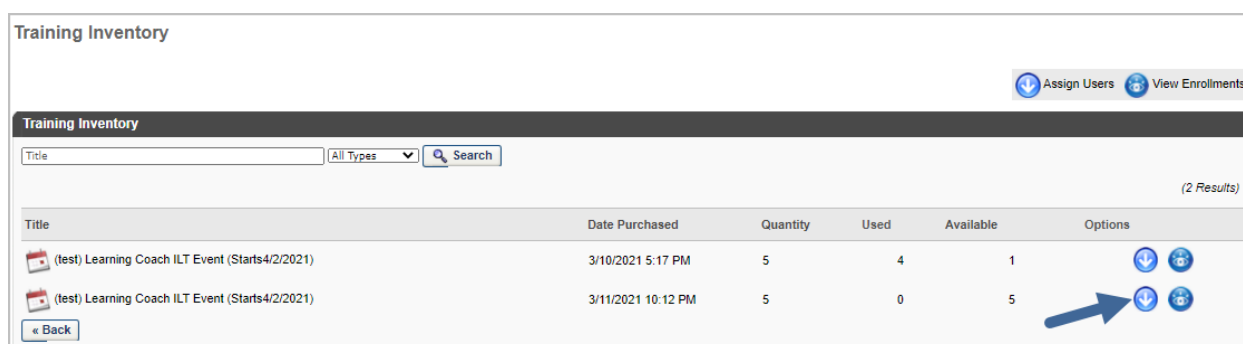 Training Inventory
Assign Users View Enrollments
Training Inventory
Title All Types Search
(2 Results)
Title Date Purchased Quantity Used Available Options
(test) Learning Coach ILT Event (Starts4/2/2021) 3/10/2021 5:17 PM 5 4 1
(test) Learning Coach ILT Event (Starts4/2/2021) 3/11/2021 10:12 PM 5 0 5
« Back